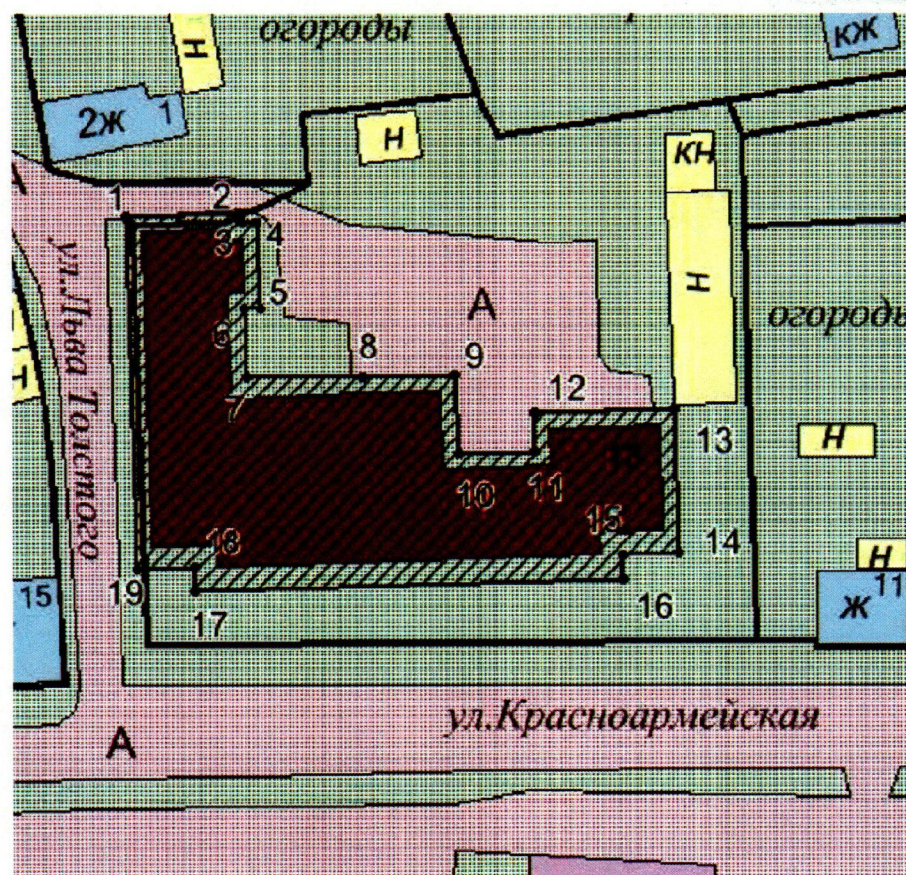 огороды
кж
н
2ж 1
н
кн
А
1
2
3
4
н
ул.Льва Толстого
5
А
огороды
6
8
9
н
7
12
13
н
10
11
15
18
14
н
19
15
17
16
ж 11
ул.Красноармейская
А